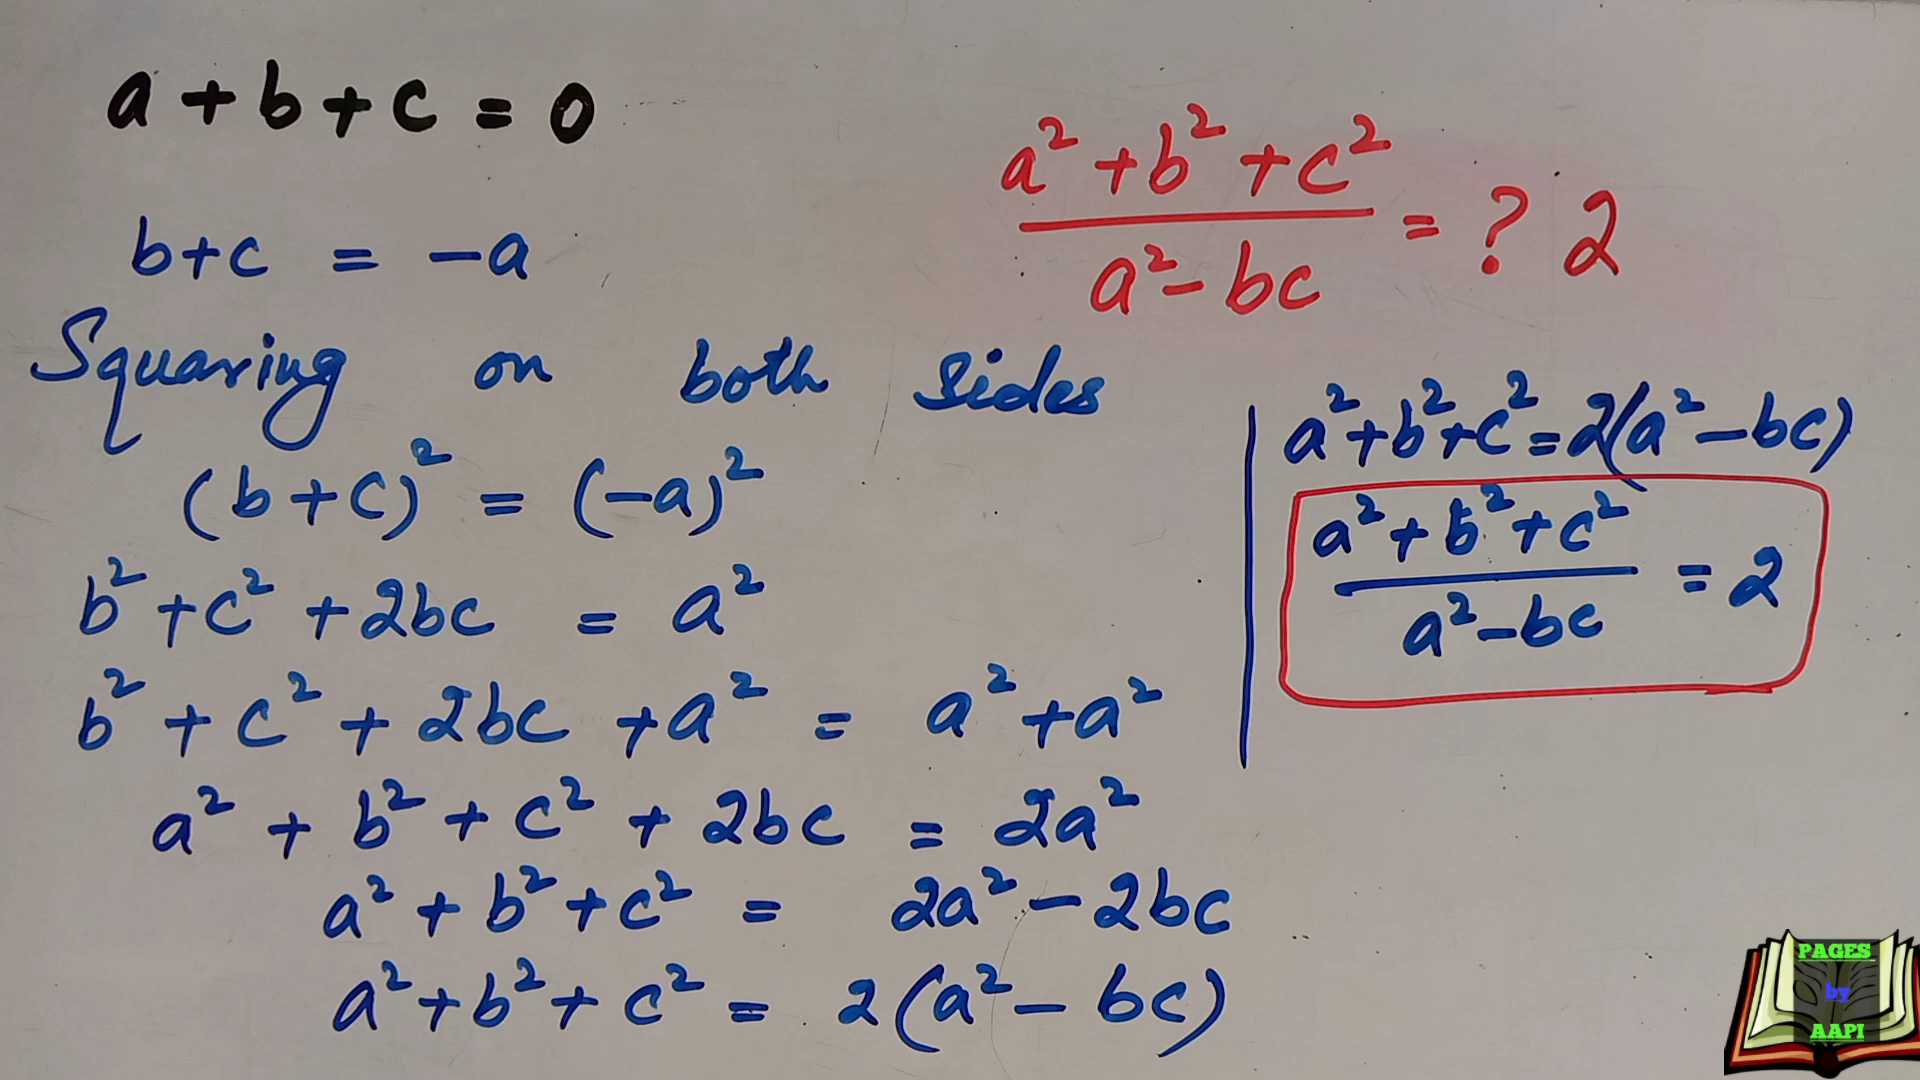 a + b + c = 0
a² + b² + c² / a² - bc = ? 2
b + c = -a
Squaring on both sides
(b + c)² = (-a)²
b² + c² + 2bc = a²
b² + c² + 2bc + a² = a² + a²
a² + b² + c² + 2bc = 2a²
a² + b² + c² = 2a² - 2bc
a² + b² + c² = 2(a² - bc)
a² + b² + c² = 2(a² - bc)
a² + b² + c² / a² - bc = 2
PAGES
by
AAPI